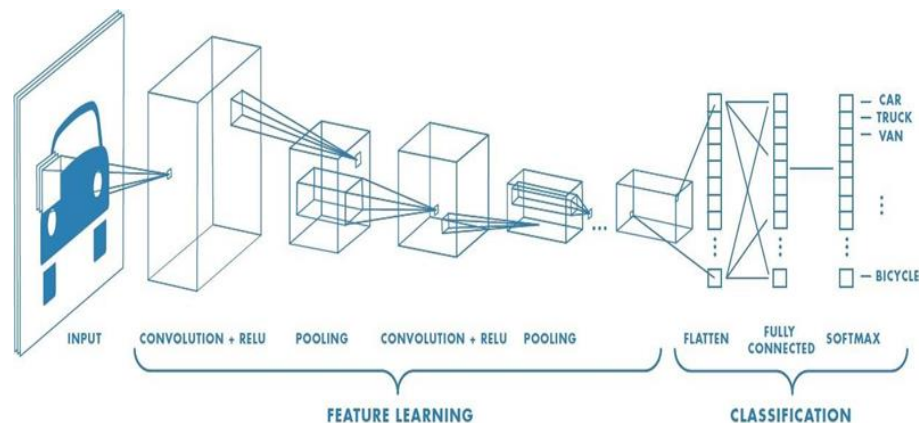 CAR
TRUCK
VAN
BICYCLE
INPUT
CONVOLUTION + RELU
POOLING
CONVOLUTION + RELU
POOLING
FLATTEN
FULLY
CONNECTED
SOFTMAX
FEATURE LEARNING
CLASSIFICATION